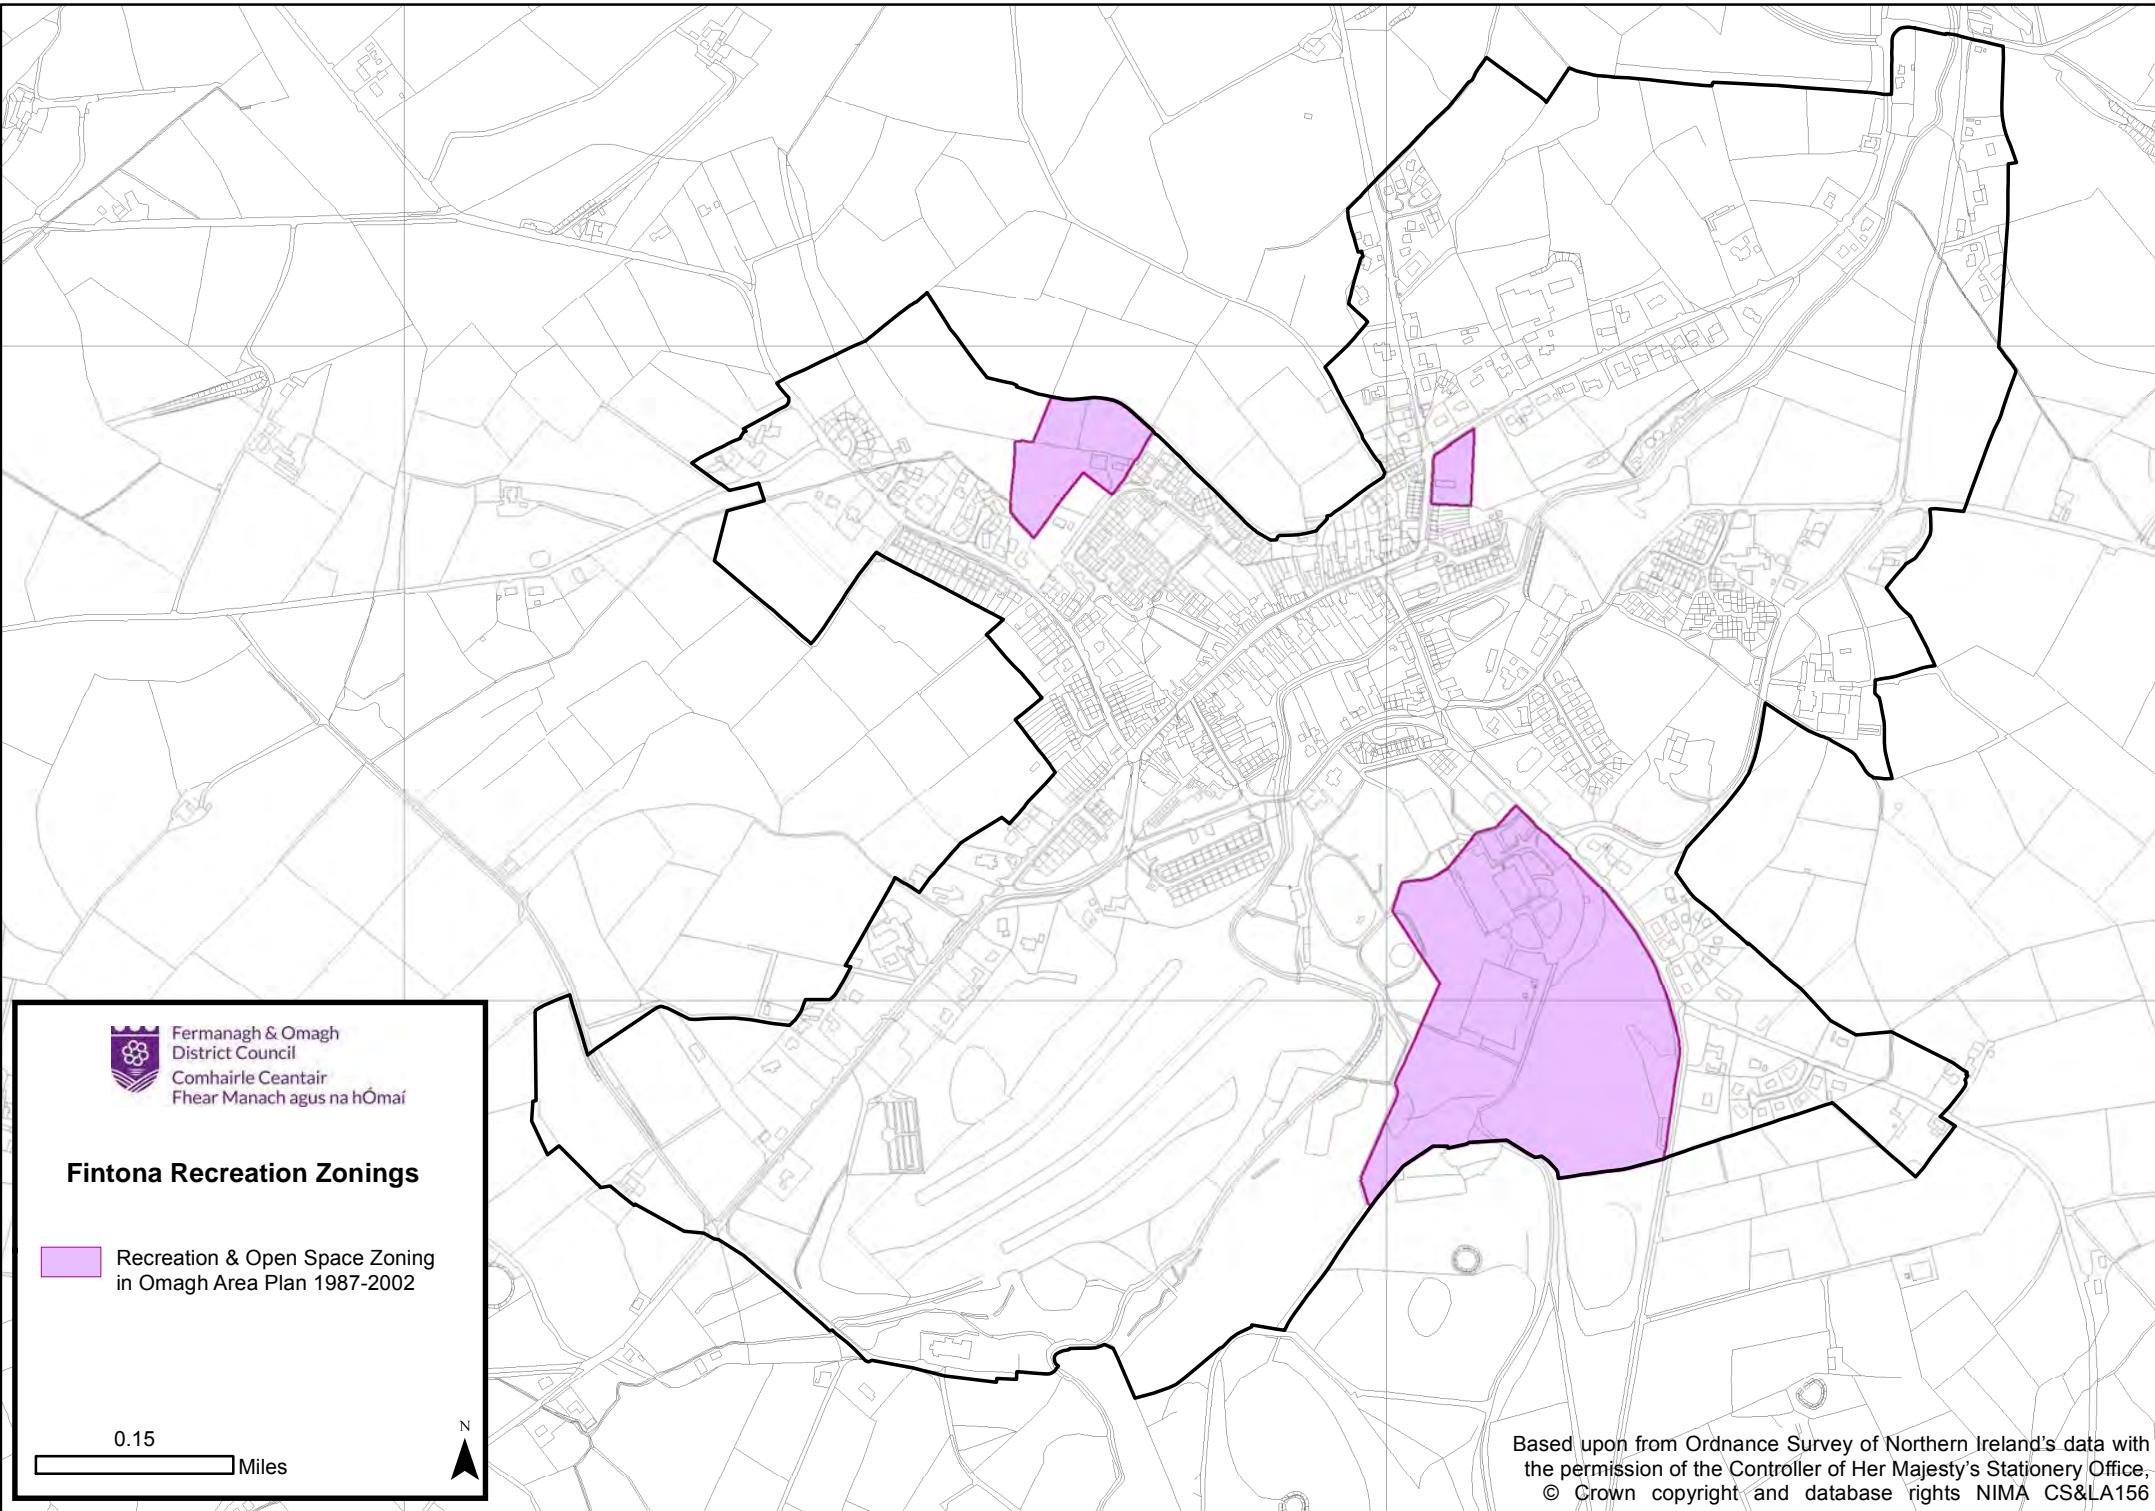 Fermanagh & Omagh
District Council
Comhairle Ceantair
Fhear Manach agus na hÓmaí
Fintona Recreation Zonings
Recreation & Open Space Zoning
in Omagh Area Plan 1987-2002
0.15
Miles
N
Based upon from Ordnance Survey of Northern Ireland's data with
the permission of the Controller of Her Majesty's Stationery Office,
© Crown copyright and database rights NIMA CS&LA156